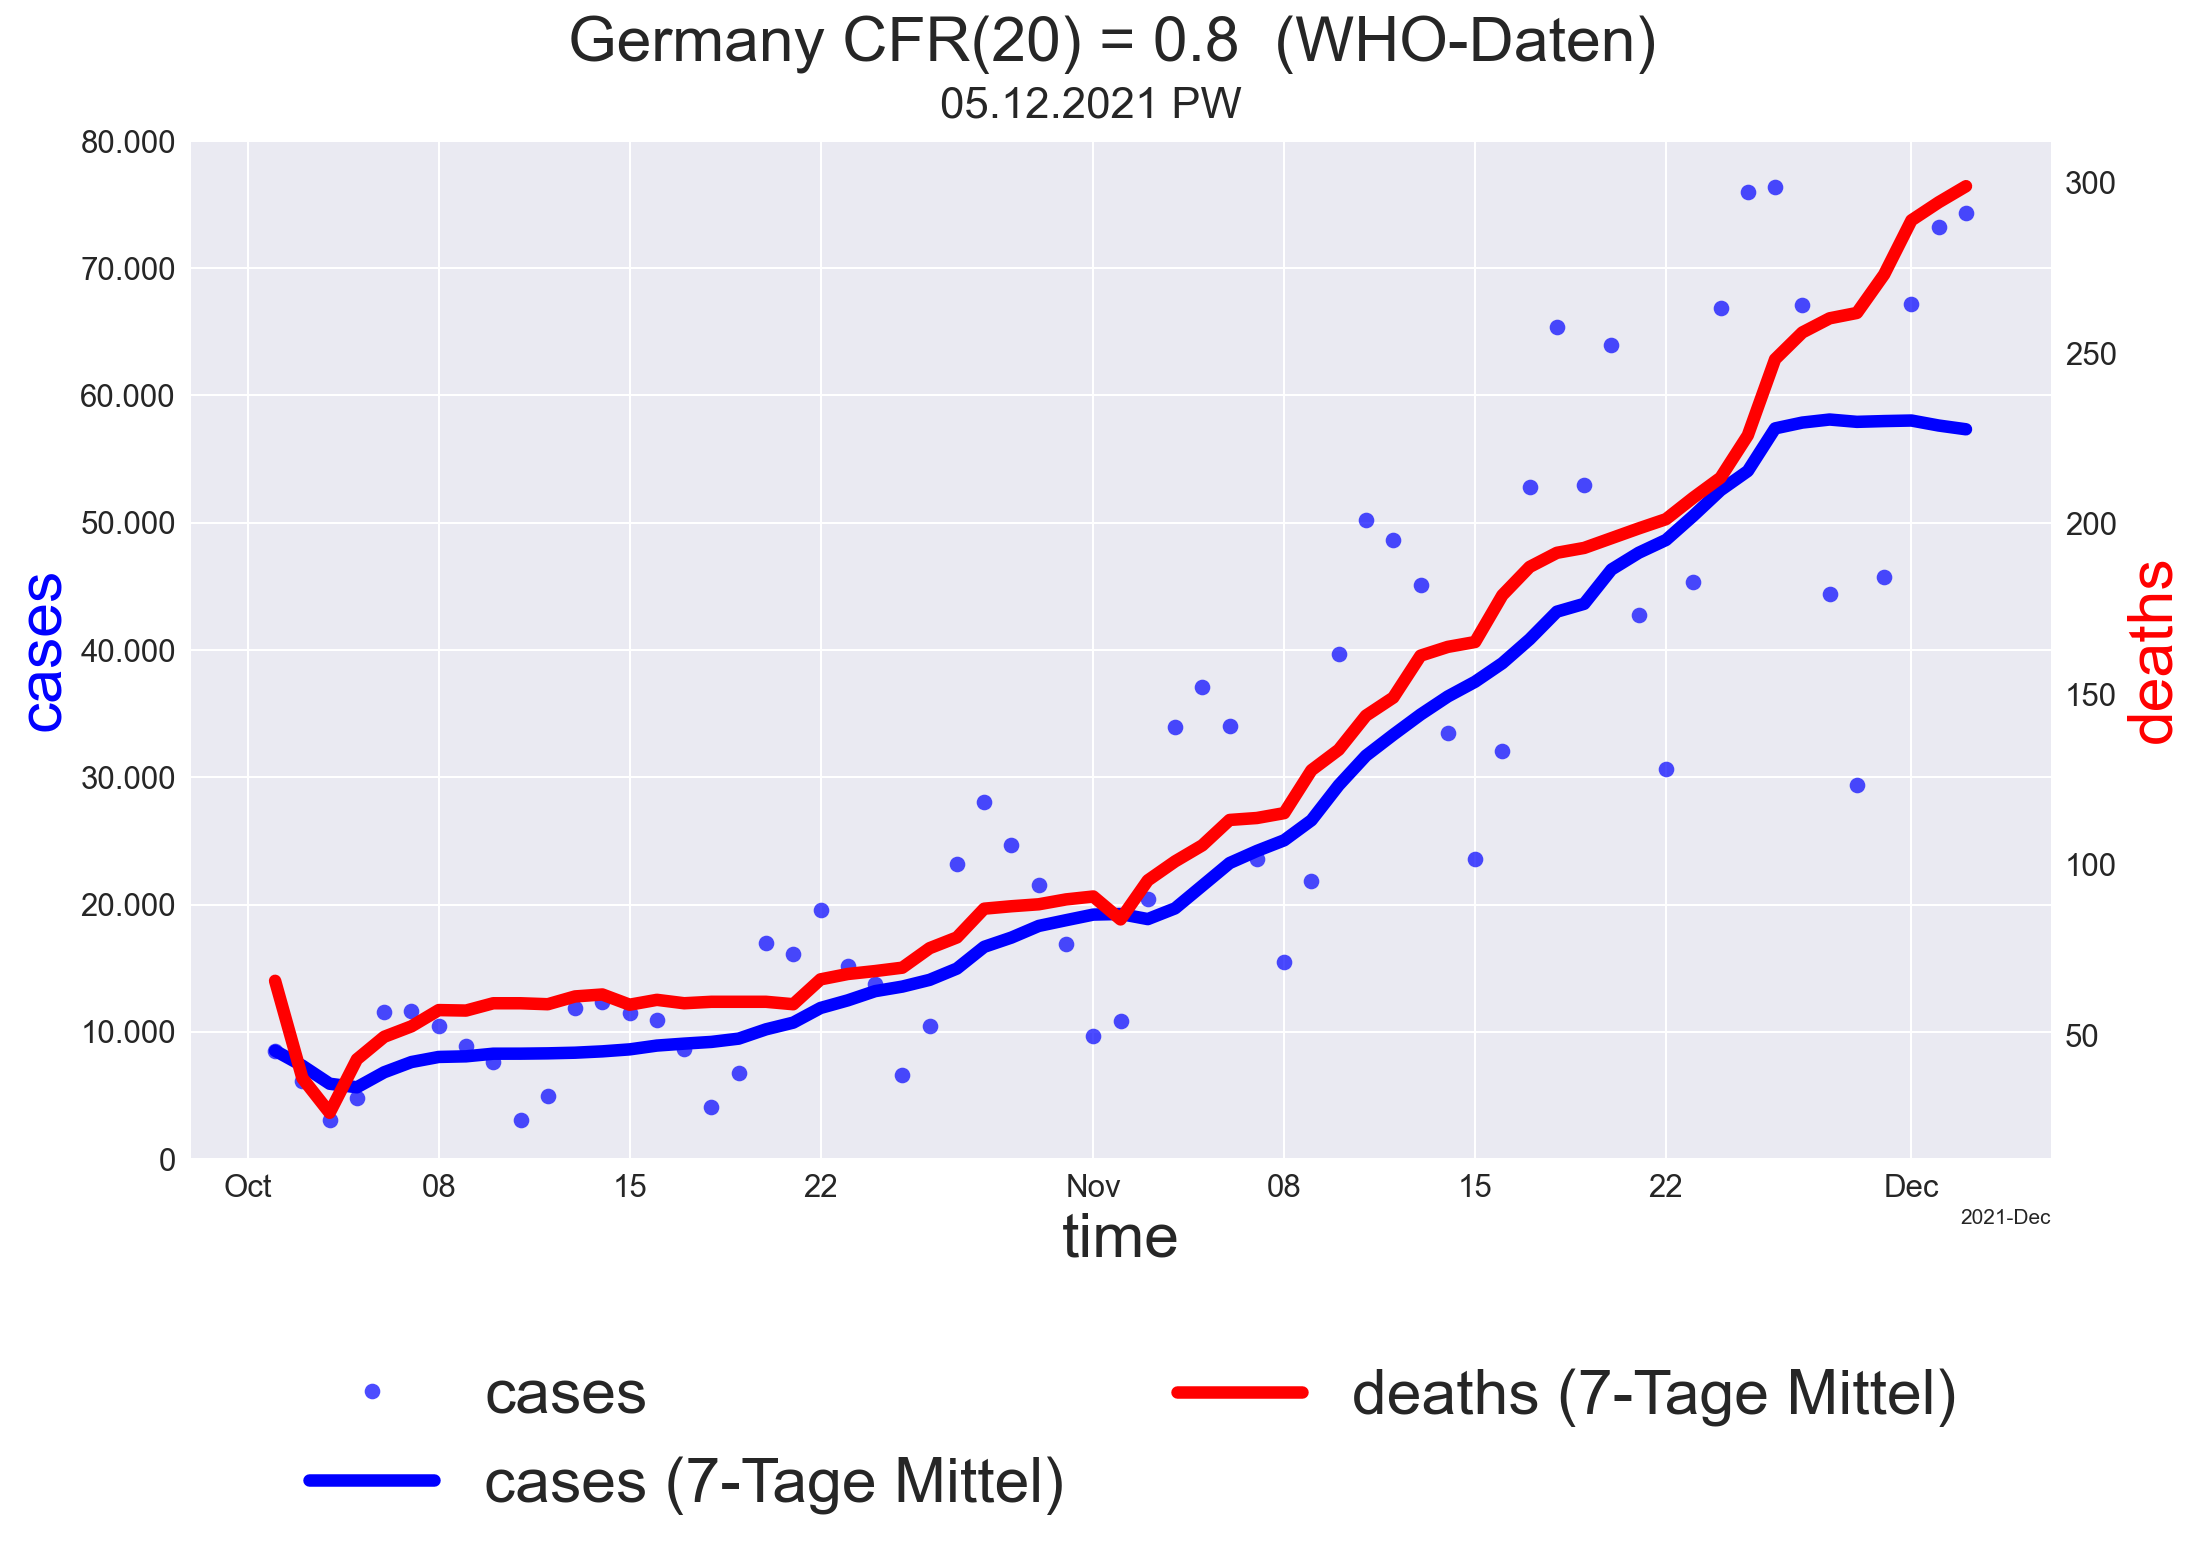 Germany CFR(20) = 0.8  (WHO-Daten)
05.12.2021 PW
80.000
70.000
60.000
50.000
40.000
30.000
20.000
10.000
0
cases
300
250
200
150
100
50
deaths
Oct 08 15 22 Nov 08 15 22 Dec
2021-Dec
time
cases
cases (7-Tage Mittel)
deaths (7-Tage Mittel)